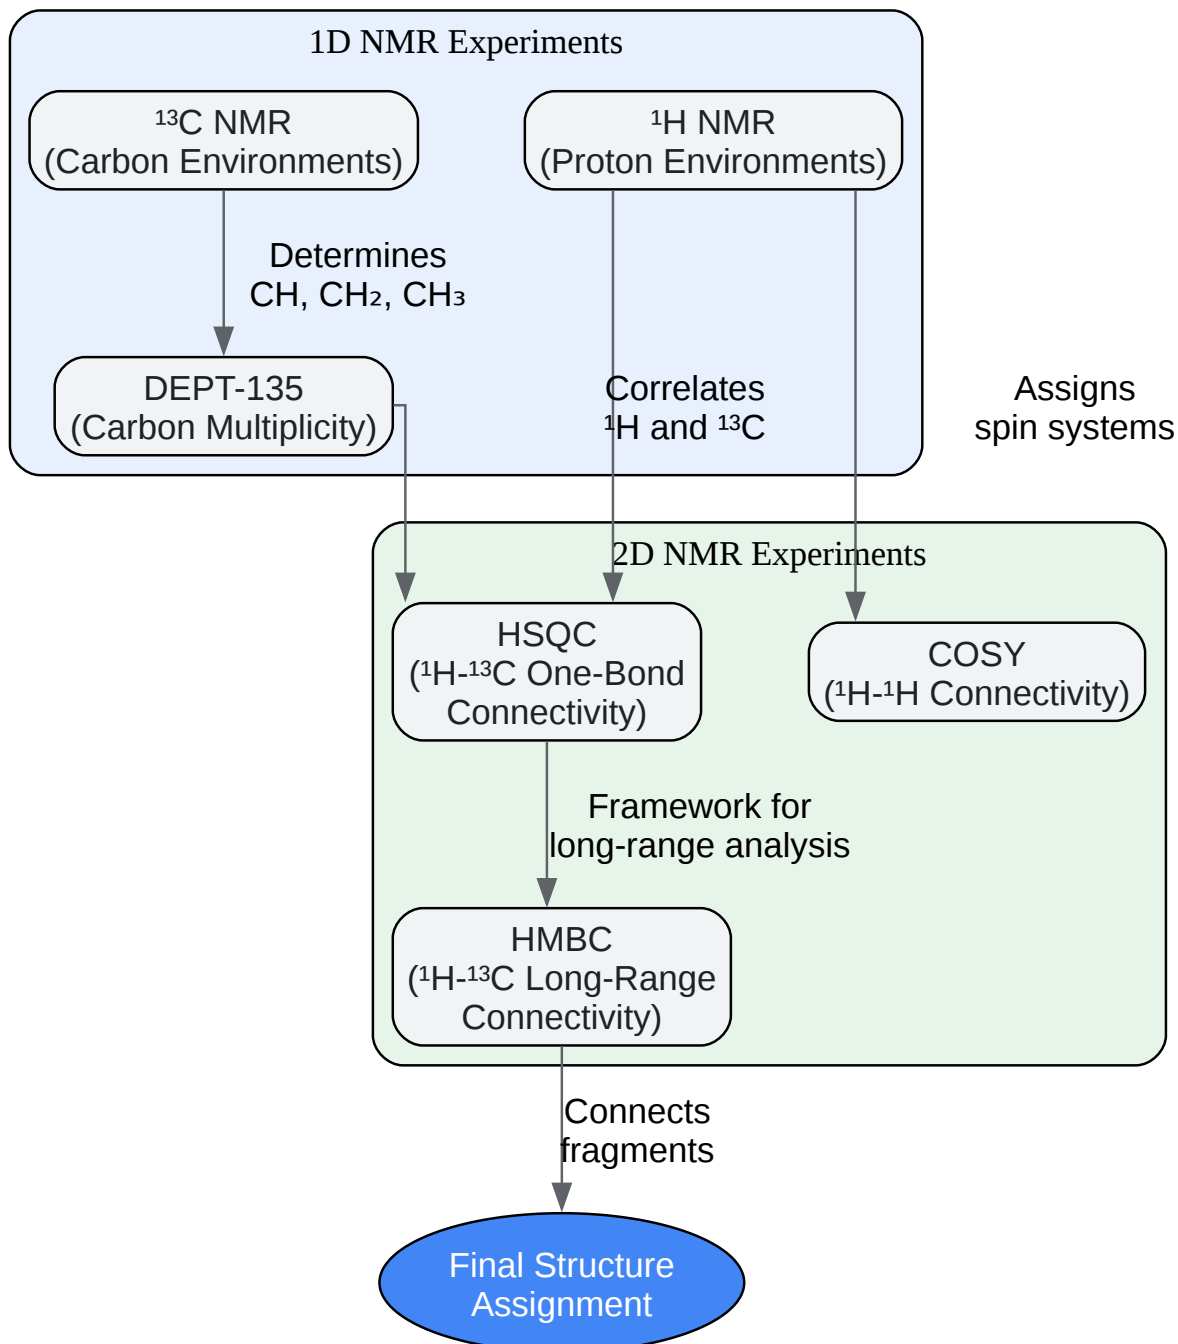 1D NMR Experiments
¹³C NMR
(Carbon Environments)
¹H NMR
(Proton Environments)
Determines
CH, CH₂, CH₃
DEPT-135
(Carbon Multiplicity)
Correlates
¹H and ¹³C
Assigns
spin systems
2D NMR Experiments
HSQC
(¹H-¹³C One-Bond
Connectivity)
COSY
(¹H-¹H Connectivity)
Framework for
long-range analysis
HMBC
(¹H-¹³C Long-Range
Connectivity)
Connects
fragments
Final Structure
Assignment